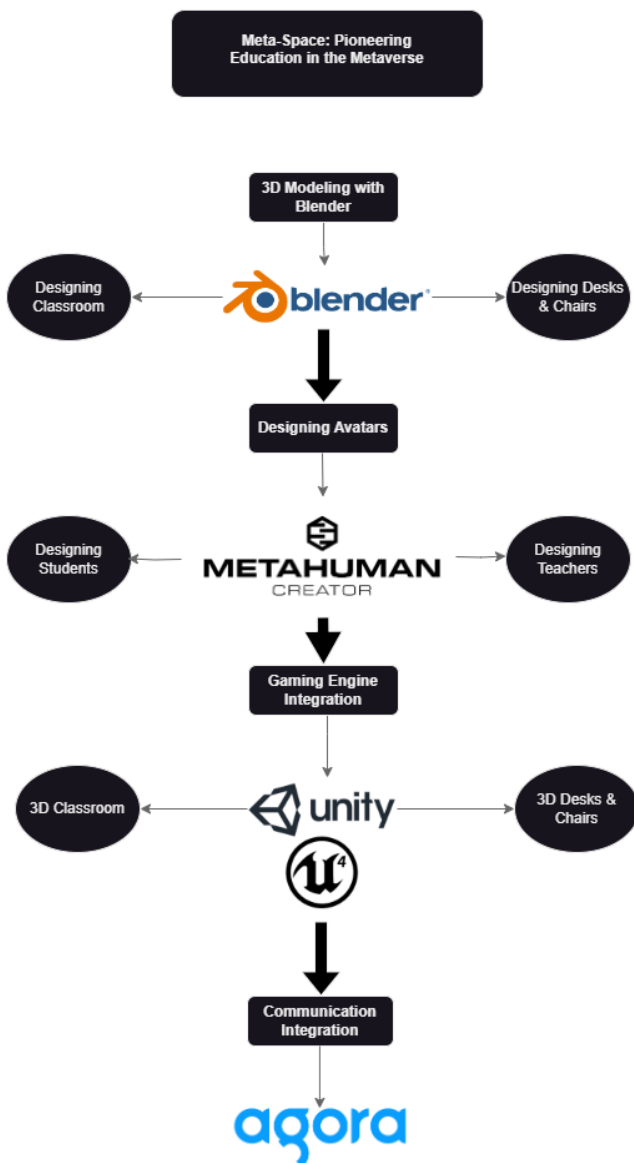 Meta-Space: Pioneering
Education in the Metaverse
3D Modeling with
Blender
Designing
Classroom
blender
Designing Desks
& Chairs
Designing Avatars
Designing
Students
METAHUMAN
CREATOR
Designing
Teachers
Gaming Engine
Integration
3D Classroom
unity
3D Desks &
Chairs
U4
Communication
Integration
agora